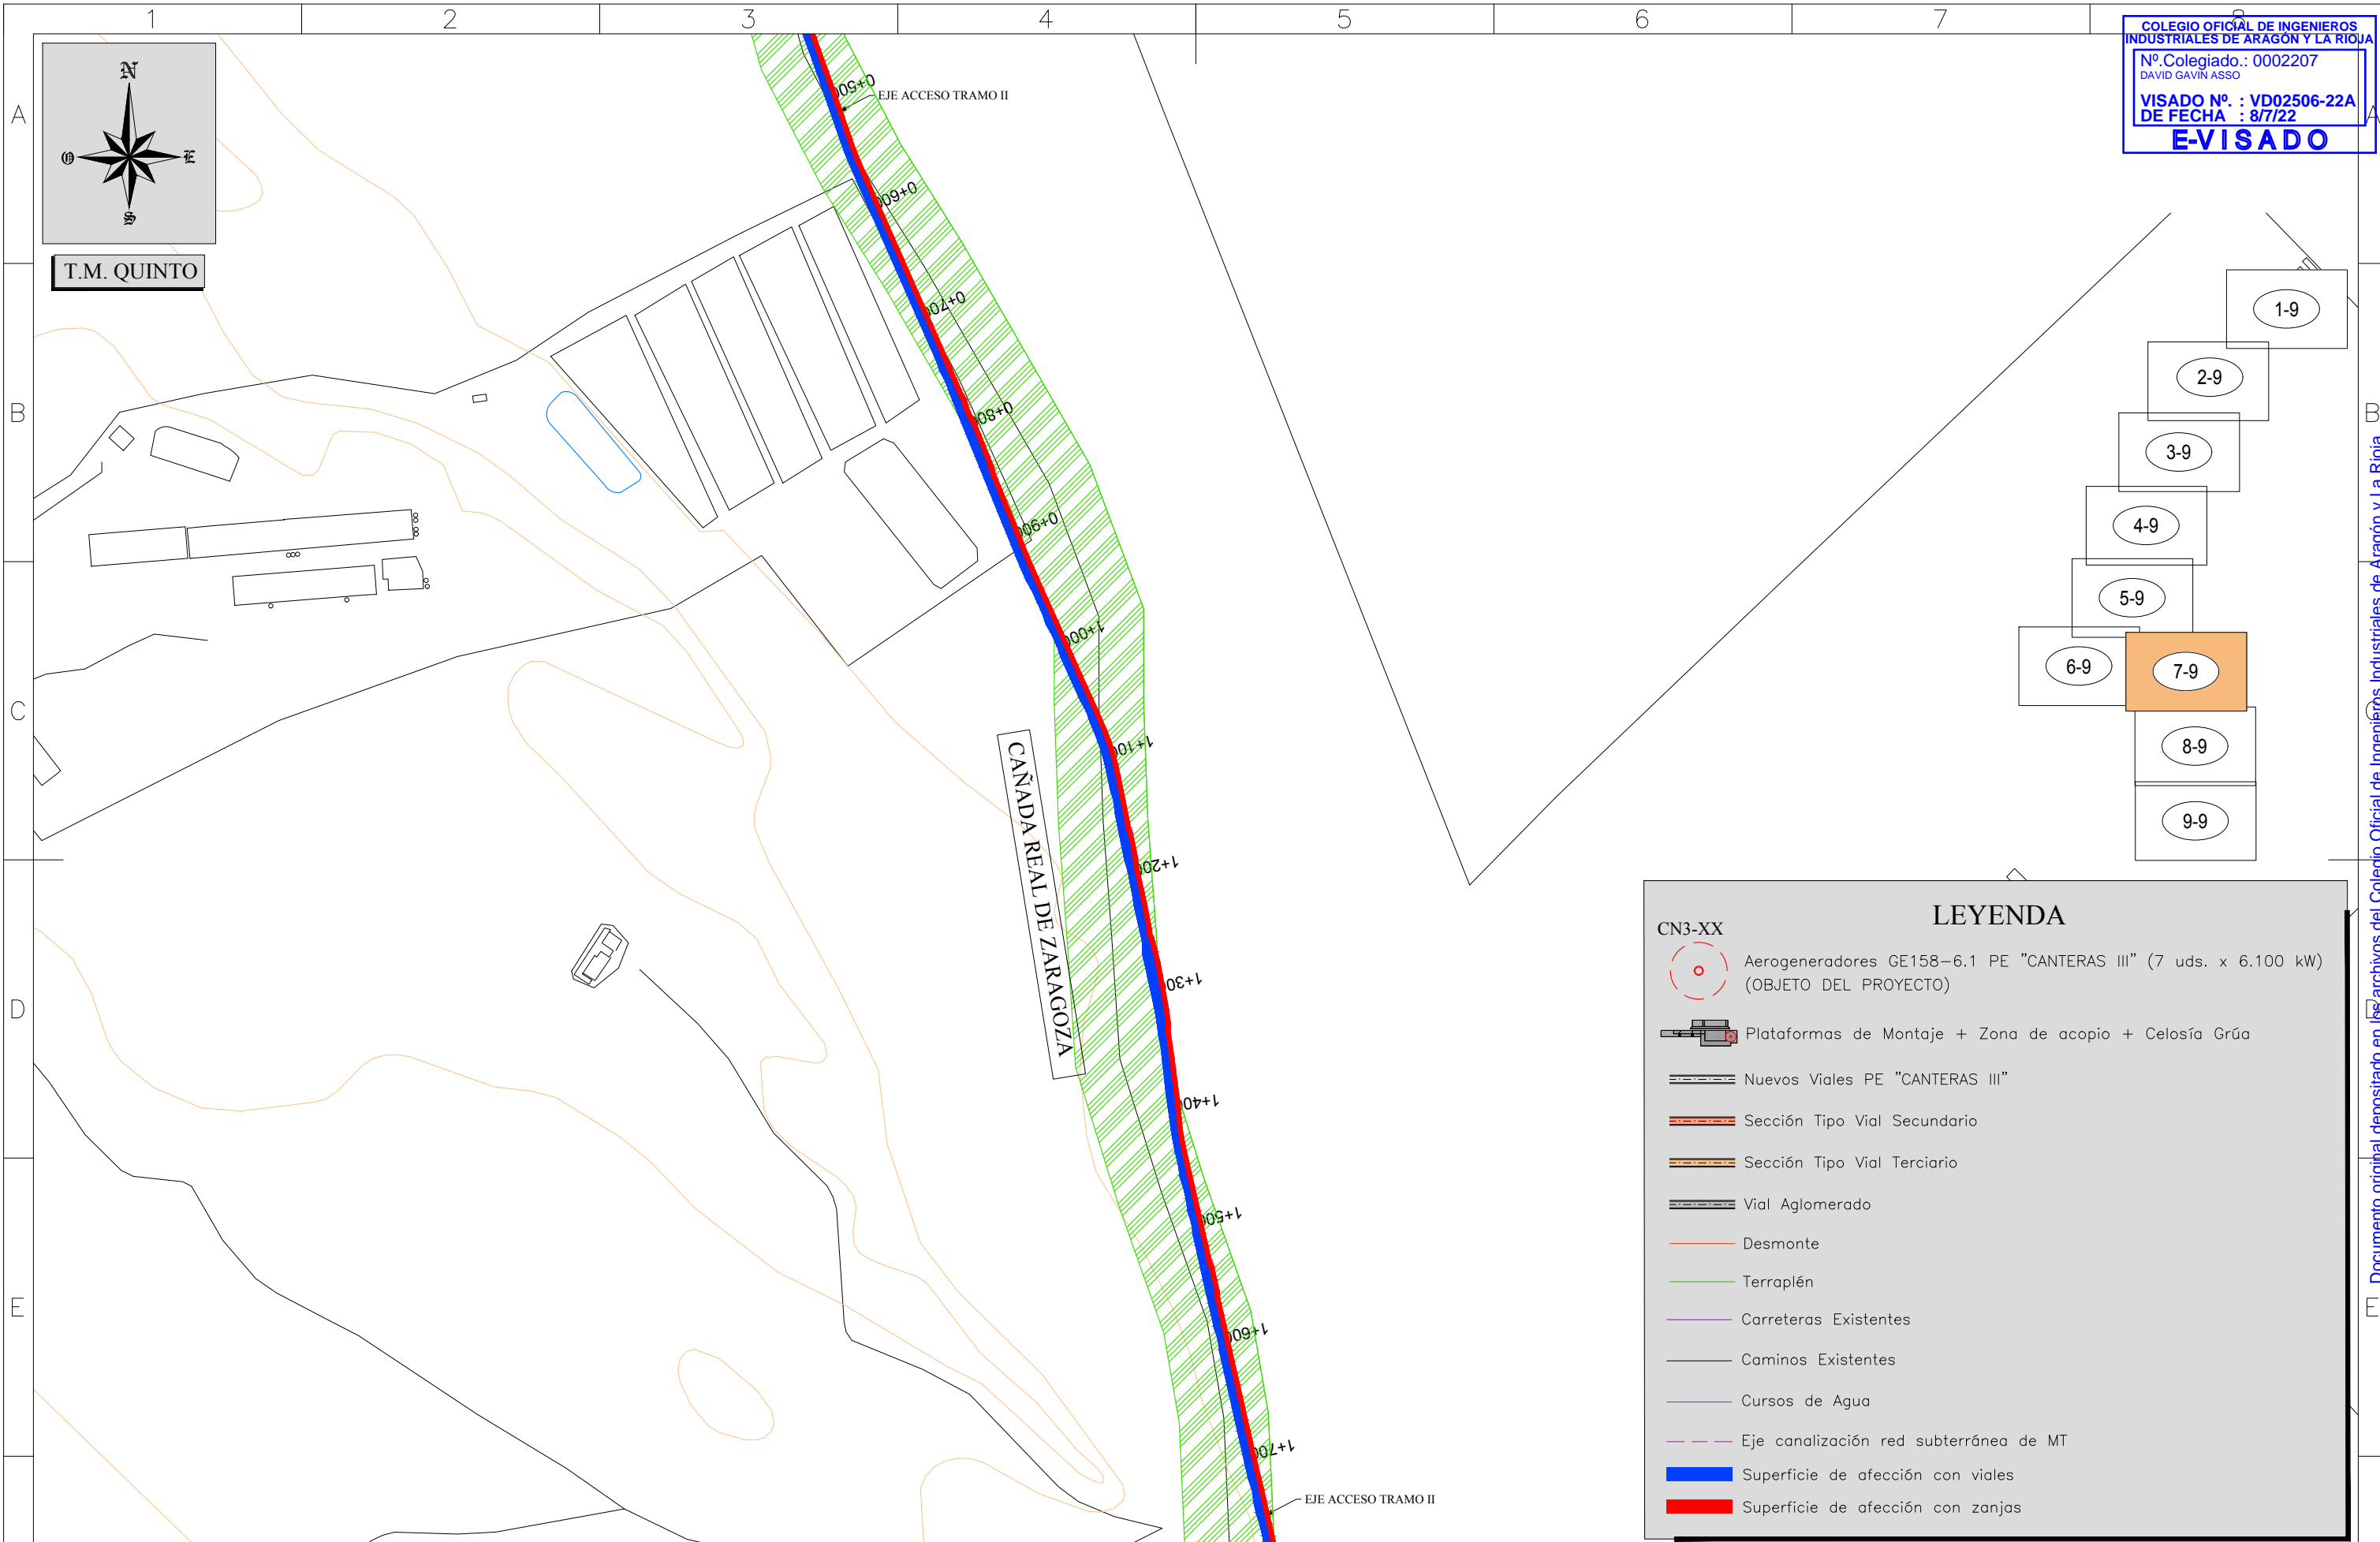 1 2 3 4 5 6 7 8
A
B
C
D
E
A
B
C
D
E
N
O E
S
T.M. QUINTO
COLEGIO OFICIAL DE INGENIEROS
INDUSTRIALES DE ARAGÓN Y LA RIOJA
Nº.Colegiado.: 0002207
DAVID GAVÍN ASSO
VISADO Nº. : VD02506-22A
DE FECHA : 8/7/22
E-VISADO
0+500
EJE ACCESO TRAMO II
0+600
0+700
0+800
0+900
1+000
1+100
1+200
1+300
1+400
1+500
1+600
1+700
EJE ACCESO TRAMO II
CAÑADA REAL DE ZARAGOZA
1-9
2-9
3-9
4-9
5-9
6-9
7-9
8-9
9-9
LEYENDA
CN3-XX
Aerogeneradores GE158-6.1 PE "CANTERAS III" (7 uds. x 6.100 kW)
(OBJETO DEL PROYECTO)
Plataformas de Montaje + Zona de acopio + Celosía Grúa
Nuevos Viales PE "CANTERAS III"
Sección Tipo Vial Secundario
Sección Tipo Vial Terciario
Vial Aglomerado
Desmonte
Terraplén
Carreteras Existentes
Caminos Existentes
Cursos de Agua
Eje canalización red subterránea de MT
Superficie de afección con viales
Superficie de afección con zanjas
Documento original depositado en los archivos del Colegio Oficial de Ingenieros Industriales de Aragón y La Rioja